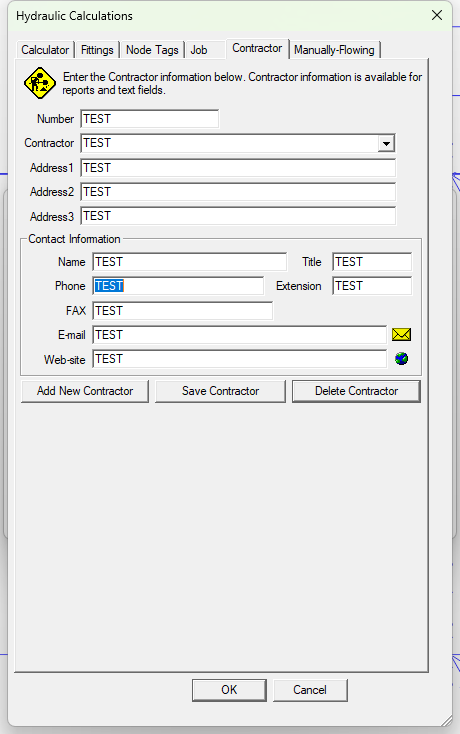 Hydraulic Calculations
Calculator Fittings Node Tags Job Contractor Manually-Flowing
Enter the Contractor information below. Contractor information is available for
reports and text fields.
Number TEST
Contractor TEST
Address1 TEST
Address2 TEST
Address3 TEST
Contact Information
Name TEST Title TEST
Phone TEST Extension TEST
FAX TEST
E-mail TEST
Web-site TEST
Add New Contractor Save Contractor Delete Contractor
OK Cancel